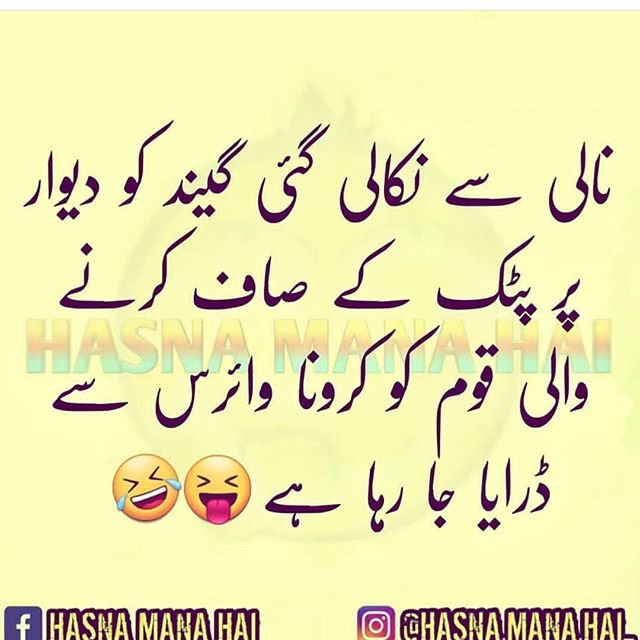 نالی سے نکالی گئی گیند کو دیوار
پر پٹک کے صاف کرنے
HASNA MANA HAI
والی قوم کو کرونا وائرس سے
ڈرایا جا رہا ہے 😝🤣
HASNA MANA HAI
@HASNA.MANA.HAI